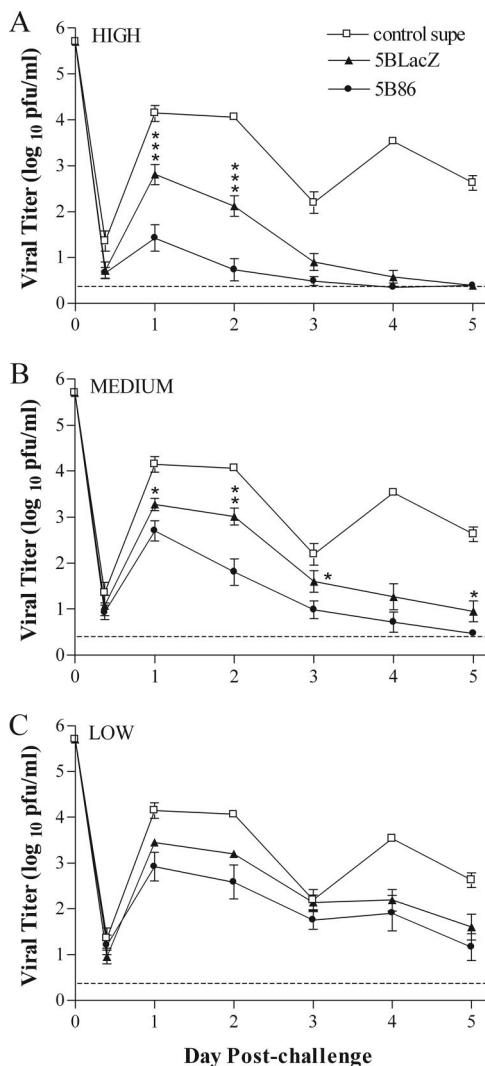 A
HIGH
control supe
5BLacZ
5B86
Viral Titer (log 10 pfu/ml)
6
5
4
3
2
1
0
***
***
0 1 2 3 4 5
B
MEDIUM
Viral Titer (log 10 pfu/ml)
6
5
4
3
2
1
0
*
**
*
*
0 1 2 3 4 5
C
LOW
Viral Titer (log 10 pfu/ml)
6
5
4
3
2
1
0
0 1 2 3 4 5
Day Post-challenge